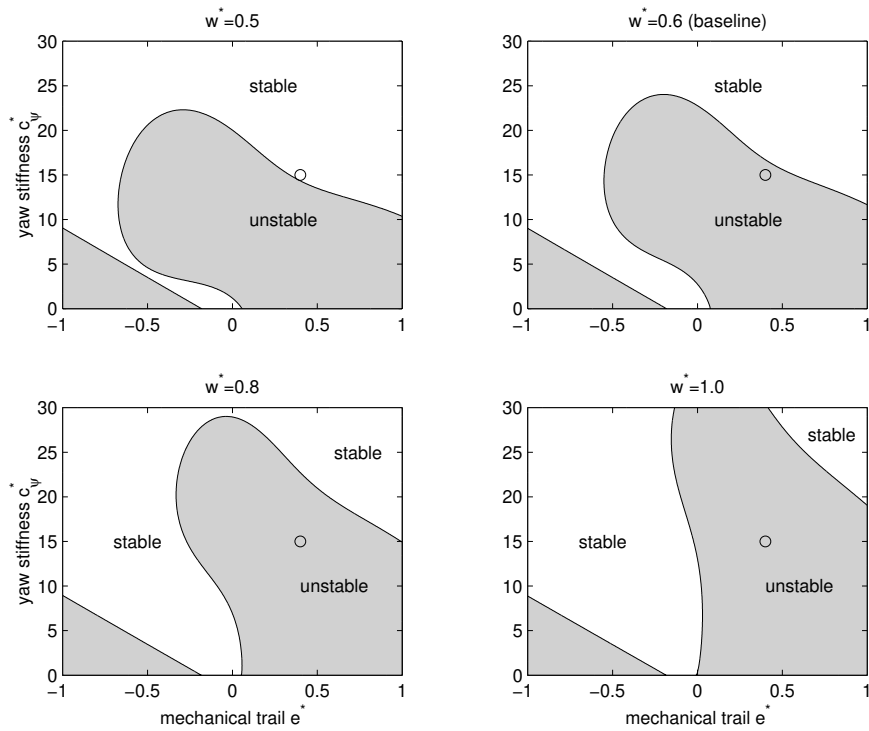 w*=0.5
w*=0.6 (baseline)
30
25
20
15
10
5
0
yaw stiffness c*ψ
stable
unstable
−1
−0.5
0
0.5
1
30
25
20
15
10
5
0
stable
unstable
−1
−0.5
0
0.5
1
w*=0.8
w*=1.0
30
25
20
15
10
5
0
yaw stiffness c*ψ
stable
stable
unstable
−1
−0.5
0
0.5
1
mechanical trail e*
30
25
20
15
10
5
0
stable
stable
unstable
−1
−0.5
0
0.5
1
mechanical trail e*